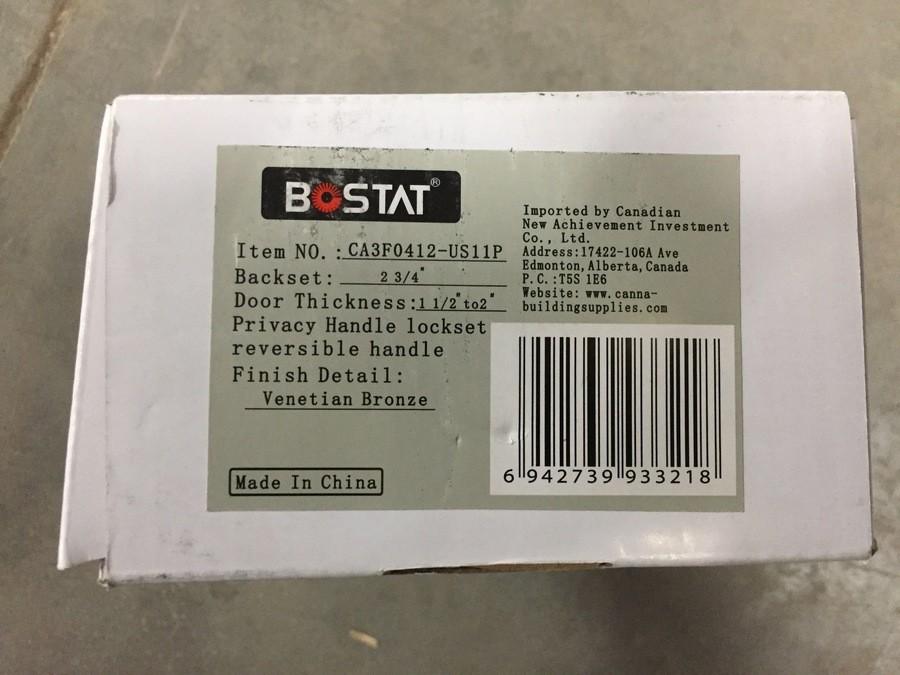 BOSTAT®
Item NO.: CA3F0412-US11P
Backset: 2 3/4"
Door Thickness: 1 1/2"to2"
Privacy Handle lockset
reversible handle
Finish Detail:
Venetian Bronze
Made In China
Imported by Canadian
New Achievement Investment
Co., Ltd.
Address:17422-106A Ave
Edmonton, Alberta, Canada
P.C.:T5S 1E6
Website: www.canna-
buildingsupplies.com
6 942739 933218